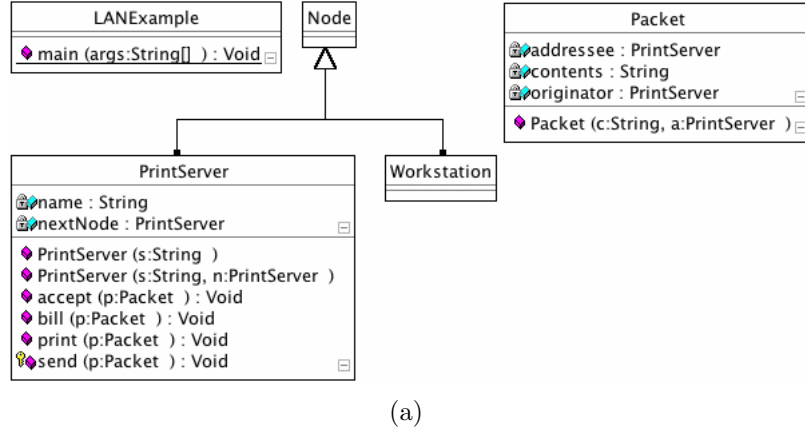 LANExample
main (args:String[]  ) : Void
Node
Packet
addressee : PrintServer
contents : String
originator : PrintServer
Packet (c:String, a:PrintServer  )
PrintServer
name : String
nextNode : PrintServer
PrintServer (s:String  )
PrintServer (s:String, n:PrintServer  )
accept (p:Packet  ) : Void
bill (p:Packet  ) : Void
print (p:Packet  ) : Void
send (p:Packet  ) : Void
Workstation
(a)